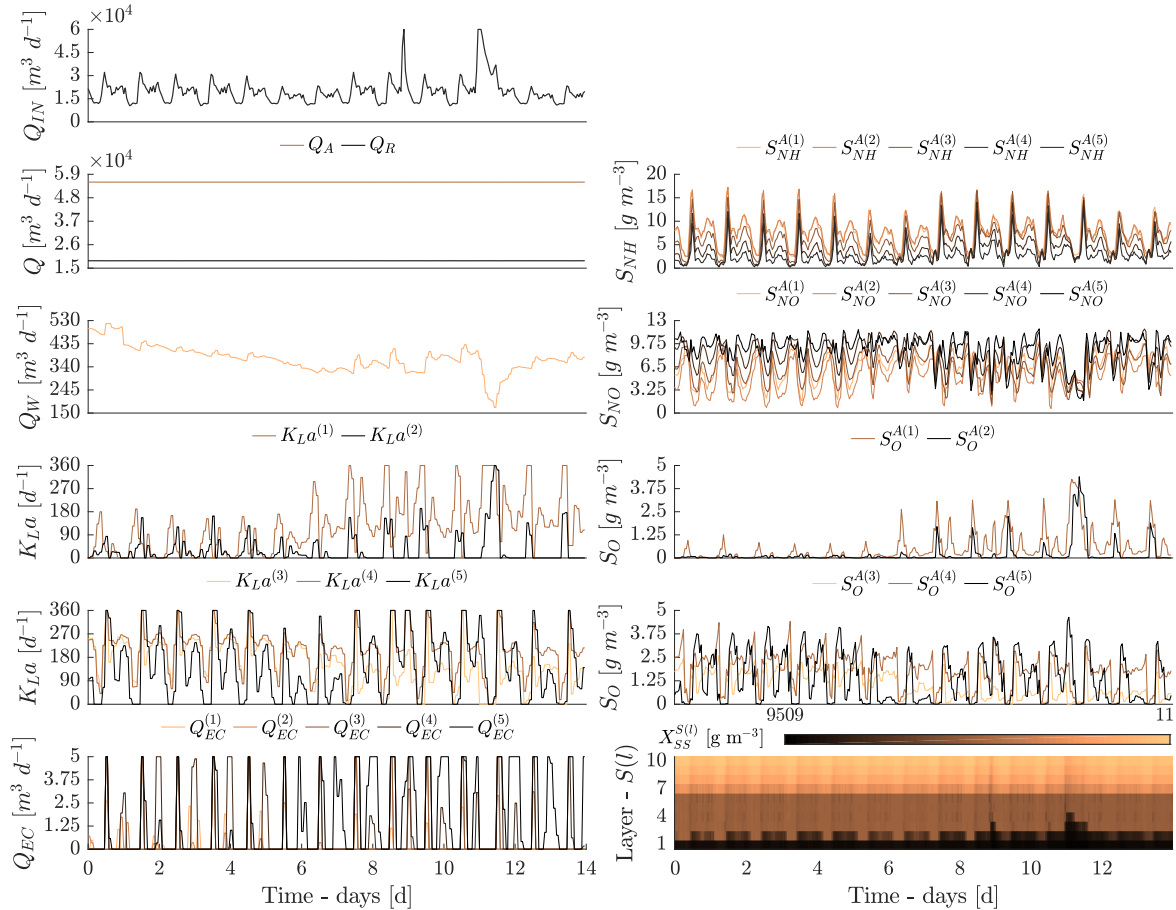 ×10⁴
Q_IN [m³ d⁻¹]
6
4.5
3
1.5
0
Q_A Q_R
×10⁴
Q [m³ d⁻¹]
5.9
4.8
3.7
2.6
1.5
Q_W [m³ d⁻¹]
530
435
340
245
150
K_La⁽¹⁾ K_La⁽²⁾
K_La [d⁻¹]
360
270
180
90
0
K_La⁽³⁾ K_La⁽⁴⁾ K_La⁽⁵⁾
K_La [d⁻¹]
360
270
180
90
0
Q_EC⁽¹⁾ Q_EC⁽²⁾ Q_EC⁽³⁾ Q_EC⁽⁴⁾ Q_EC⁽⁵⁾
Q_EC [m³ d⁻¹]
5
3.75
2.5
1.25
0
0 2 4 6 8 10 12 14
Time - days [d]
S_NH^A(1) S_NH^A(2) S_NH^A(3) S_NH^A(4) S_NH^A(5)
S_NH [g m⁻³]
20
15
10
5
0
S_NO^A(1) S_NO^A(2) S_NO^A(3) S_NO^A(4) S_NO^A(5)
S_NO [g m⁻³]
13
9.75
6.5
3.25
0
S_O^A(1) S_O^A(2)
S_O [g m⁻³]
5
3.75
2.5
1.25
0
S_O^A(3) S_O^A(4) S_O^A(5)
S_O [g m⁻³]
5
3.75
2.5
1.25
0
9509 11
X_SS^S(l) [g m⁻³]
Layer - S(l)
10
7
4
1
0 2 4 6 8 10 12
Time - days [d]